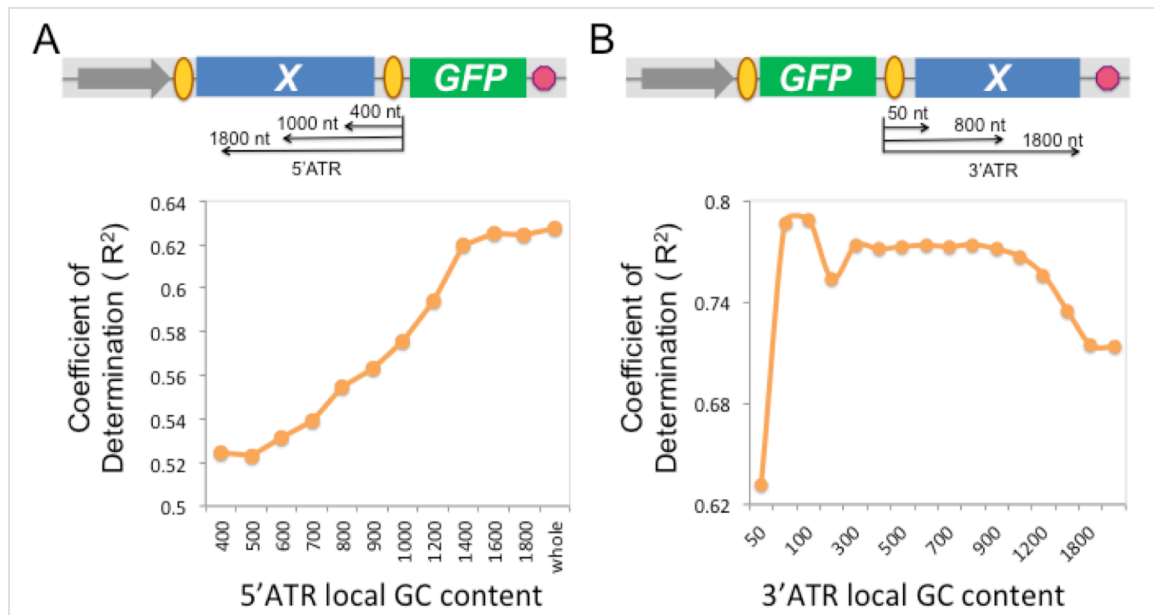 A
X
GFP
400 nt
1000 nt
1800 nt
5'ATR
0.64
0.62
0.6
0.58
0.56
0.54
0.52
0.5
Coefficient of
Determination ( R²)
400
500
600
700
800
900
1000
1200
1400
1600
1800
whole
5'ATR local GC content
B
GFP
X
50 nt
800 nt
1800 nt
3'ATR
0.8
0.74
0.68
0.62
Coefficient of
Determination ( R²)
50
100
300
500
700
900
1200
1800
3'ATR local GC content